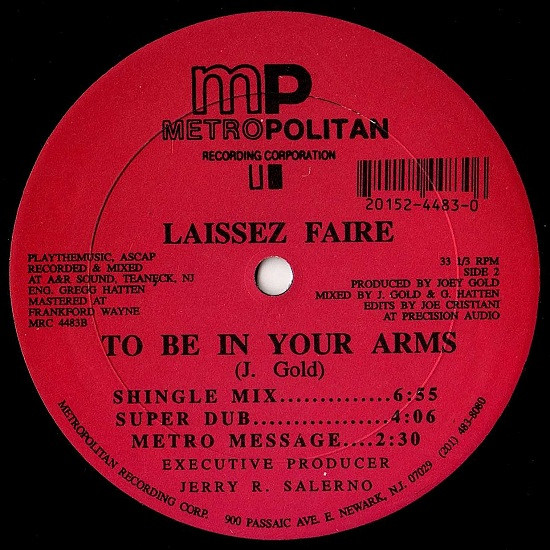 mp
METROPOLITAN
RECORDING CORPORATION
20152-4483-0
LAISSEZ FAIRE
PLAYTHEMUSIC, ASCAP
RECORDED & MIXED
AT A&R SOUND, TEANECK, NJ
ENG. GREGG HATTEN
MASTERED AT
FRANKFORD WAYNE
MRC 4483B
33 1/3 RPM
SIDE 2
PRODUCED BY JOEY GOLD
MIXED BY J. GOLD & G. HATTEN
EDITS BY JOE CRISTIANI
AT PRECISION AUDIO
TO BE IN YOUR ARMS
(J. Gold)
SHINGLE MIX..............6:55
SUPER DUB.................4:06
METRO MESSAGE....2:30
EXECUTIVE PRODUCER
JERRY R. SALERNO
METROPOLITAN RECORDING CORP. 900 PASSAIC AVE. E. NEWARK, N.J. 07029 (201) 483-8080